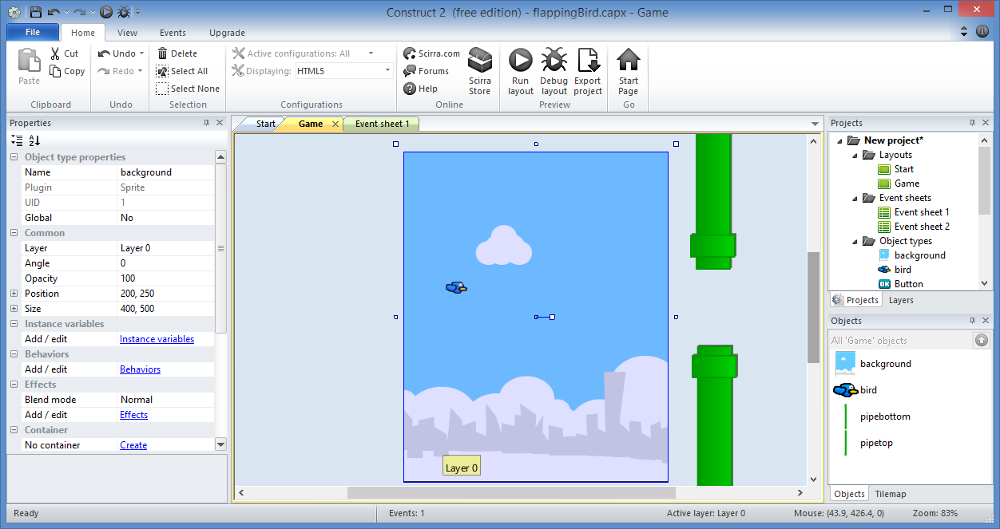 Construct 2 (free edition) - flappingBird.capx - Game
File Home View Events Upgrade
Paste
Cut
Copy
Clipboard
Undo
Redo
Undo
Delete
Select All
Select None
Selection
Active configurations: All
Displaying: HTML5
Configurations
Scirra.com
Forums
Help
Scirra Store
Online
Run layout
Debug layout
Export project
Preview
Start Page
Go
Properties
Object type properties
Name background
Plugin Sprite
UID 1
Global No
Common
Layer Layer 0
Angle 0
Opacity 100
Position 200, 250
Size 400, 500
Instance variables
Add / edit Instance variables
Behaviors
Add / edit Behaviors
Effects
Blend mode Normal
Add / edit Effects
Container
No container Create
Start Game Event sheet 1
Layer 0
Projects
New project*
Layouts
Start
Game
Event sheets
Event sheet 1
Event sheet 2
Object types
background
bird
OK Button
Projects Layers
Objects
All 'Game' objects
background
bird
pipebottom
pipetop
Objects Tilemap
Ready Events: 1 Active layer: Layer 0 Mouse: (43.9, 426.4, 0) Zoom: 83%